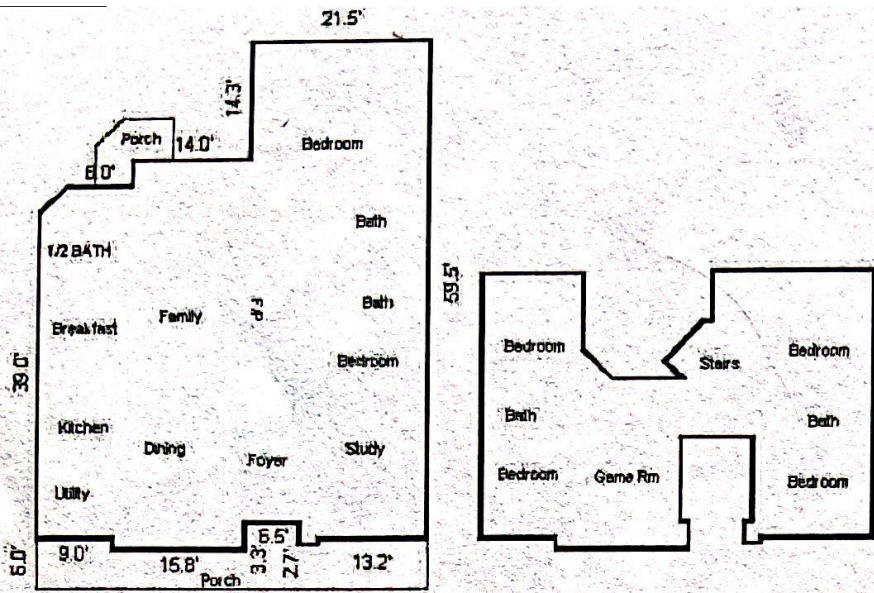 21.5'
14.3'
Porch
14.0'
Bedroom
6.0'
Bath
1/2 BATH
59.5'
Bath
Family
F.P.
Breakfast
Bedroom
39.0'
Bedroom
Stairs
Bedroom
Bath
Bath
Kitchen
Dining
Foyer
Study
Bedroom
Game Rm
Bedroom
Utility
6.0'
9.0'
15.8'
6.5'
3.3'
2.7'
13.2'
Porch